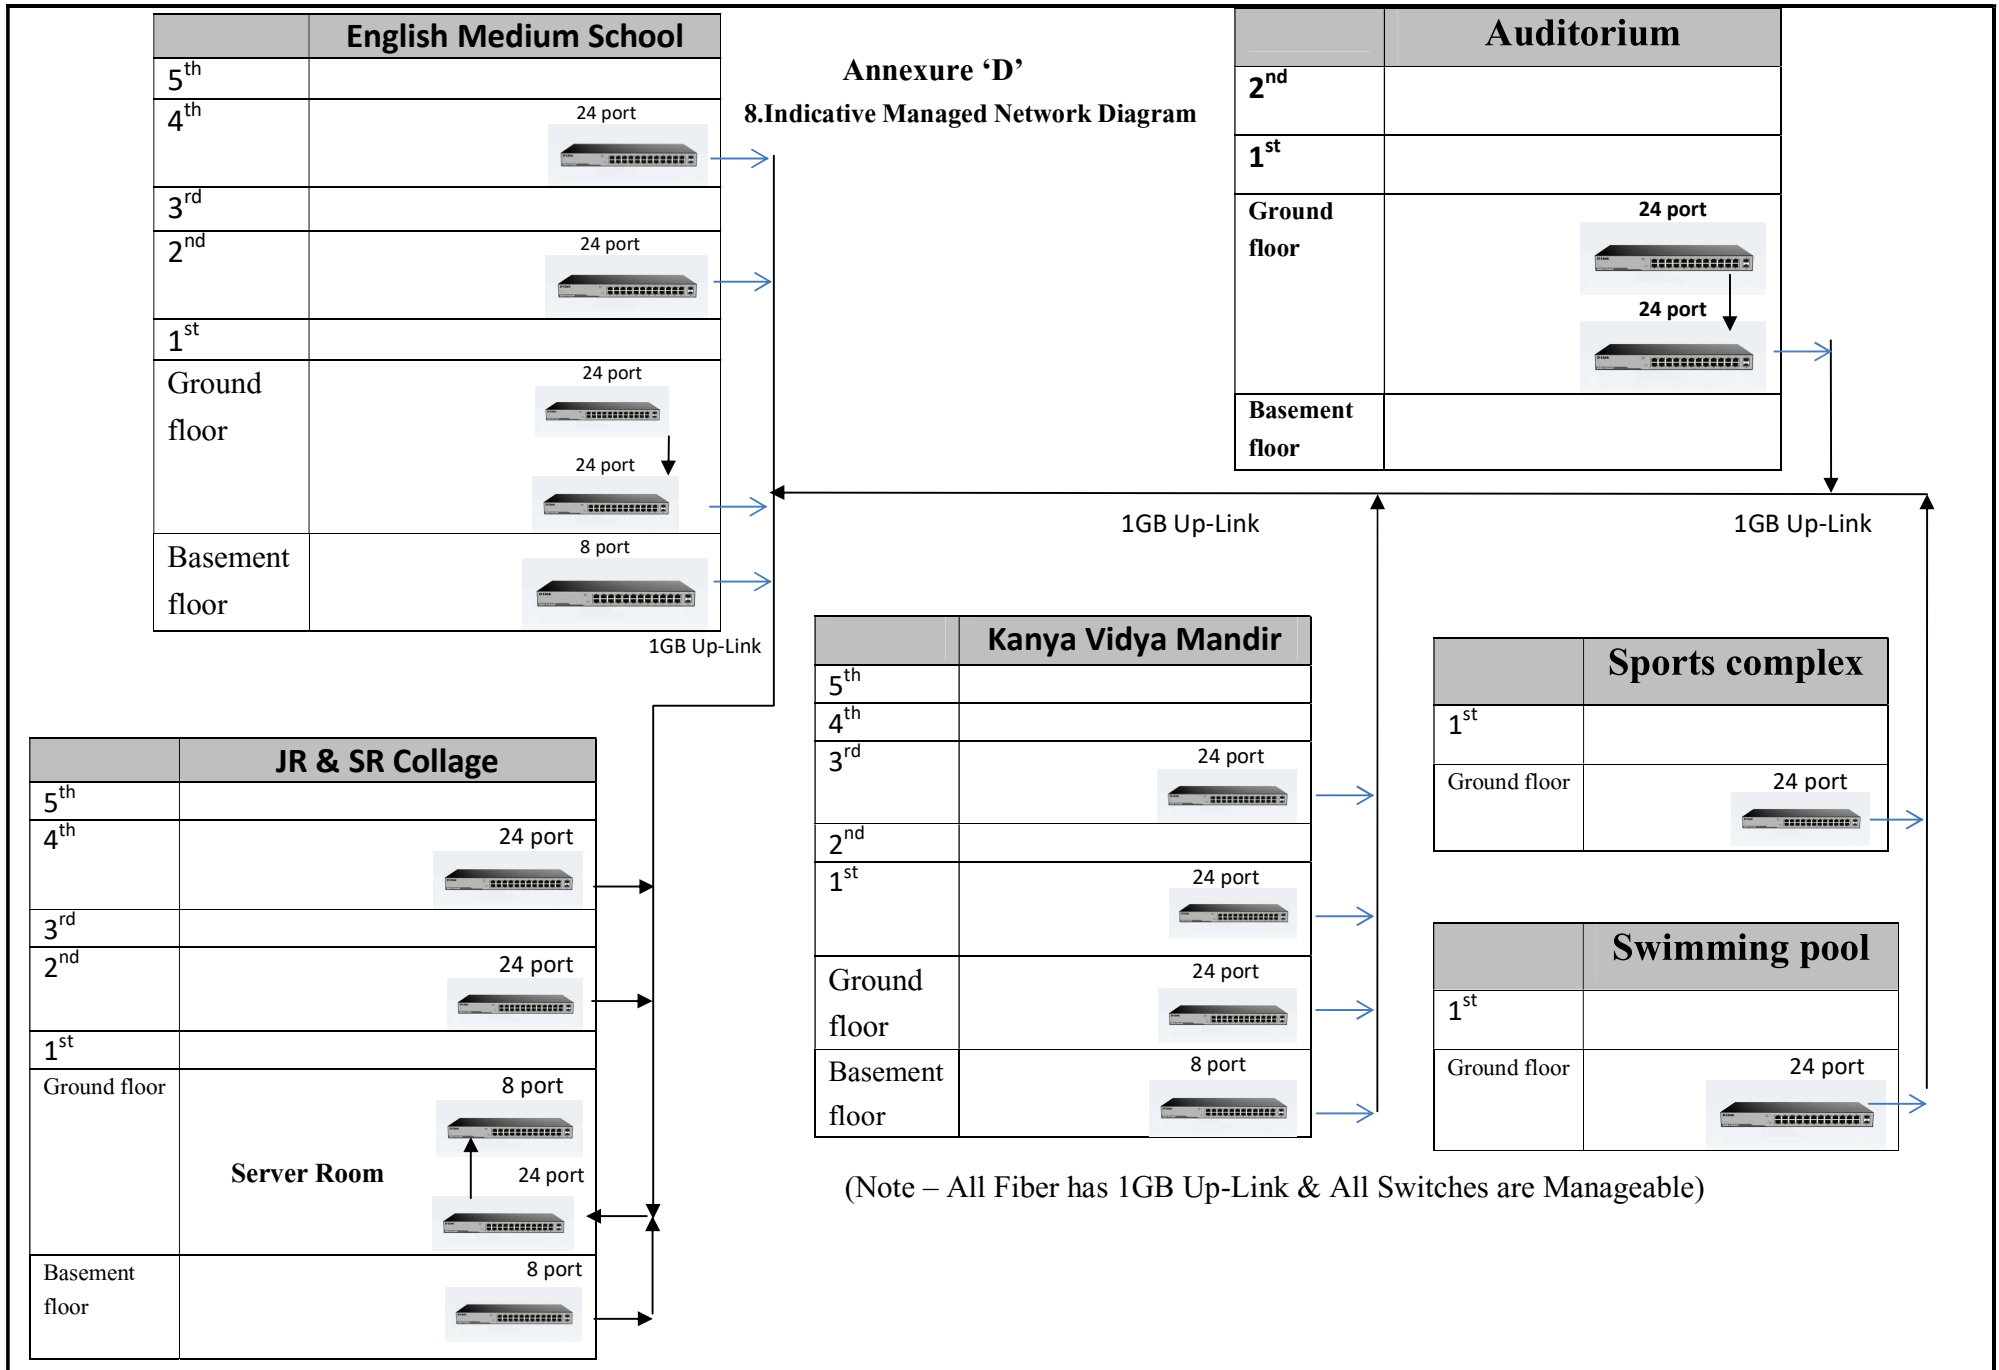 Annexure ‘D’
8.Indicative Managed Network Diagram
English Medium School
5th
4th
24 port
3rd
2nd
24 port
1st
Ground
floor
24 port
24 port
Basement
floor
8 port
1GB Up-Link
Auditorium
2nd
1st
Ground
floor
24 port
24 port
Basement
floor
1GB Up-Link
1GB Up-Link
JR & SR Collage
5th
4th
24 port
3rd
2nd
24 port
1st
Ground floor
8 port
Server Room
24 port
Basement
floor
8 port
Kanya Vidya Mandir
5th
4th
3rd
24 port
2nd
1st
24 port
Ground
floor
24 port
Basement
floor
8 port
Sports complex
1st
Ground floor
24 port
Swimming pool
1st
Ground floor
24 port
(Note – All Fiber has 1GB Up-Link & All Switches are Manageable)